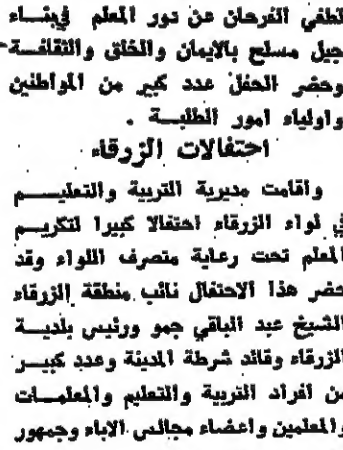 لطفي الفرحان عن دور المعلم في بناء
جيل مسلح بالايمان والخلق والثقافة
وحضر الحفل عدد كبير من المواطنين
واولياء امور الطلبة .
احتفالات الزرقاء
واقامت مديرية التربية والتعليم
في لواء الزرقاء احتفالا كبيرا لتكريم
المعلم تحت رعاية متصرف اللواء وقد
حضر هذا الاحتفال نائب منطقة الزرقاء
الشيخ عبد الباقي جمو ورئيس بلدية
الزرقاء وقائد شرطة المدينة وعدد كبير
من افراد التربية والتعليم والمعلمات
والمعلمين واعضاء مجالس الاباء وجمهور